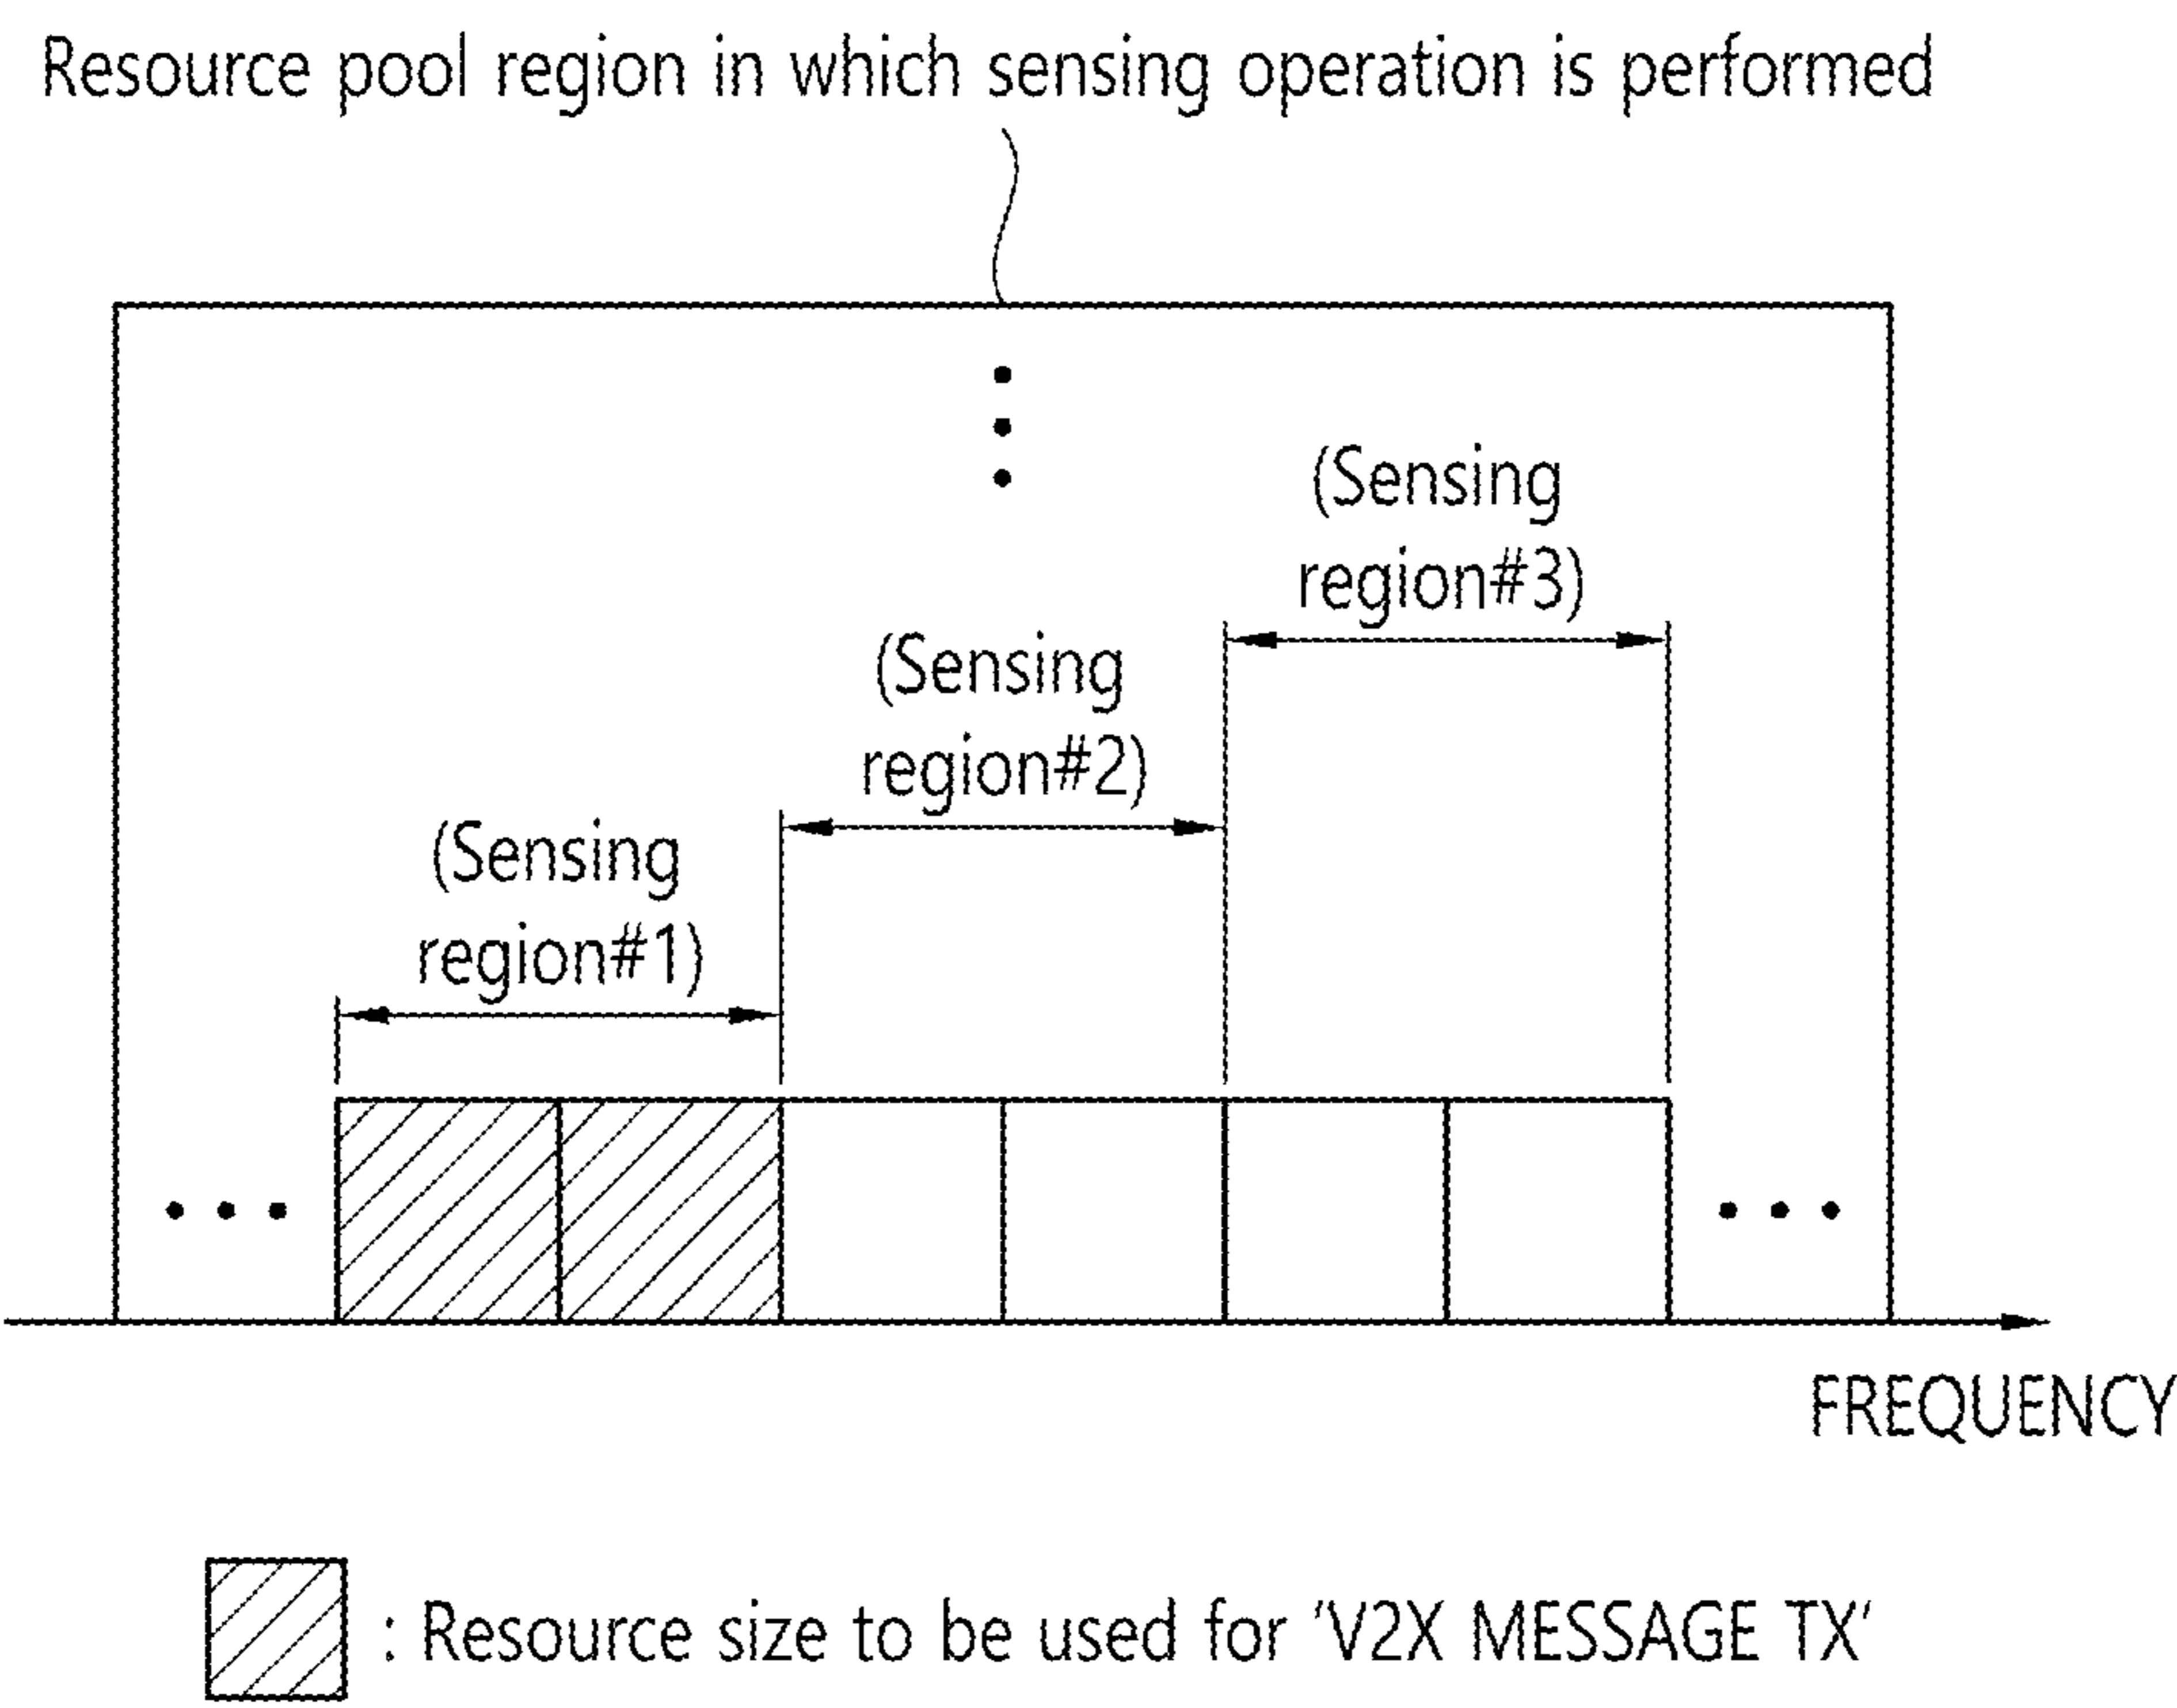 Resource pool region in which sensing operation is performed
(Sensing
region#3)
(Sensing
region#2)
(Sensing
region#1)
FREQUENCY
: Resource size to be used for 'V2X MESSAGE TX'